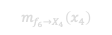 m_{f_6 → x_4}(x_4)